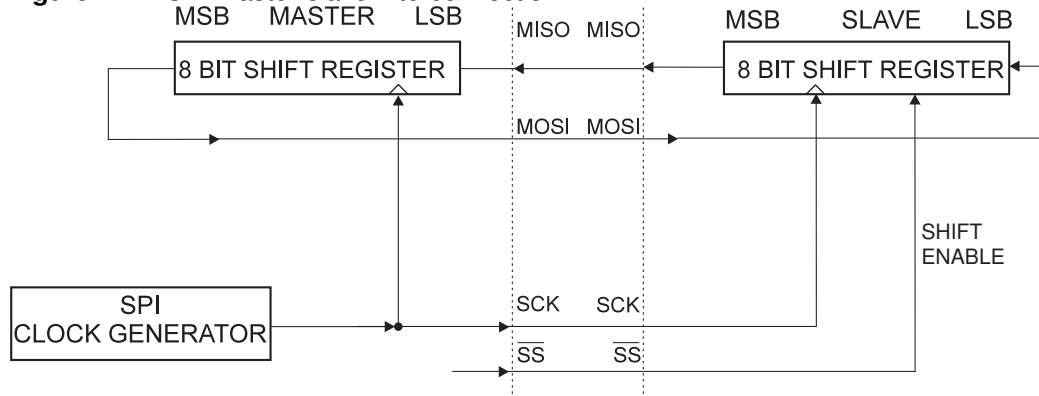 MSB MASTER LSB
MISO MISO
MSB SLAVE LSB
8 BIT SHIFT REGISTER
8 BIT SHIFT REGISTER
MOSI MOSI
SHIFT
ENABLE
SPI
CLOCK GENERATOR
SCK SCK
SS SS